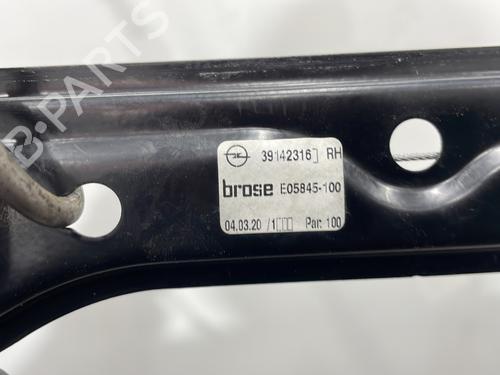 B-PARTS
39142316 RH
brose E05845-100
04.03.20 /1 Par: 100